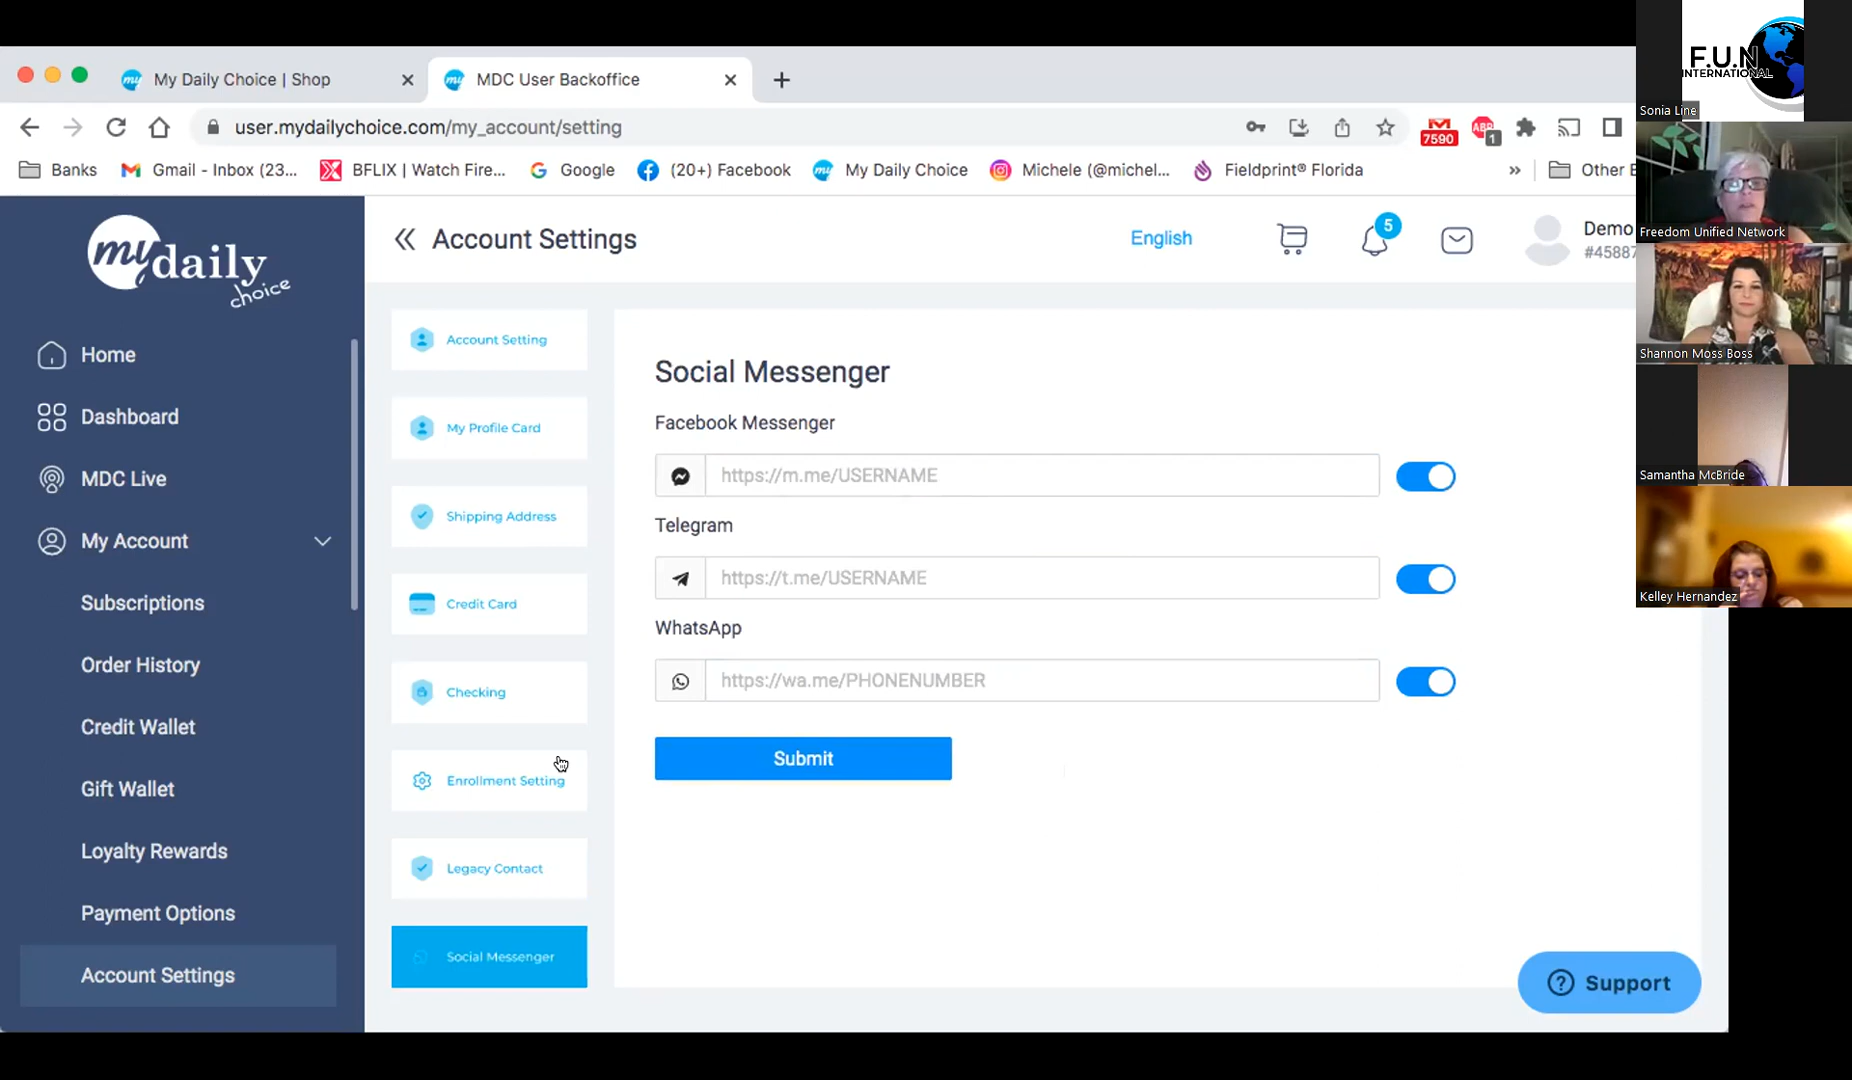 My Daily Choice | Shop
MDC User Backoffice
user.mydailychoice.com/my_account/setting
7590
ABP
1
Banks
Gmail - Inbox (23...
BFLIX | Watch Fire...
Google
(20+) Facebook
My Daily Choice
Michele (@michel...
Fieldprint® Florida
»
Other B
my daily
choice
Home
Dashboard
MDC Live
My Account
Subscriptions
Order History
Credit Wallet
Gift Wallet
Loyalty Rewards
Payment Options
Account Settings
Account Settings
English
5
Demo
#45887
Account Setting
My Profile Card
Shipping Address
Credit Card
Checking
Enrollment Setting
Legacy Contact
Social Messenger
Social Messenger
Facebook Messenger
https://m.me/USERNAME
Telegram
https://t.me/USERNAME
WhatsApp
https://wa.me/PHONENUMBER
Submit
Support
F.U.N
INTERNATIONAL
Sonia Line
Freedom Unified Network
Shannon Moss Boss
Samantha McBride
Kelley Hernandez